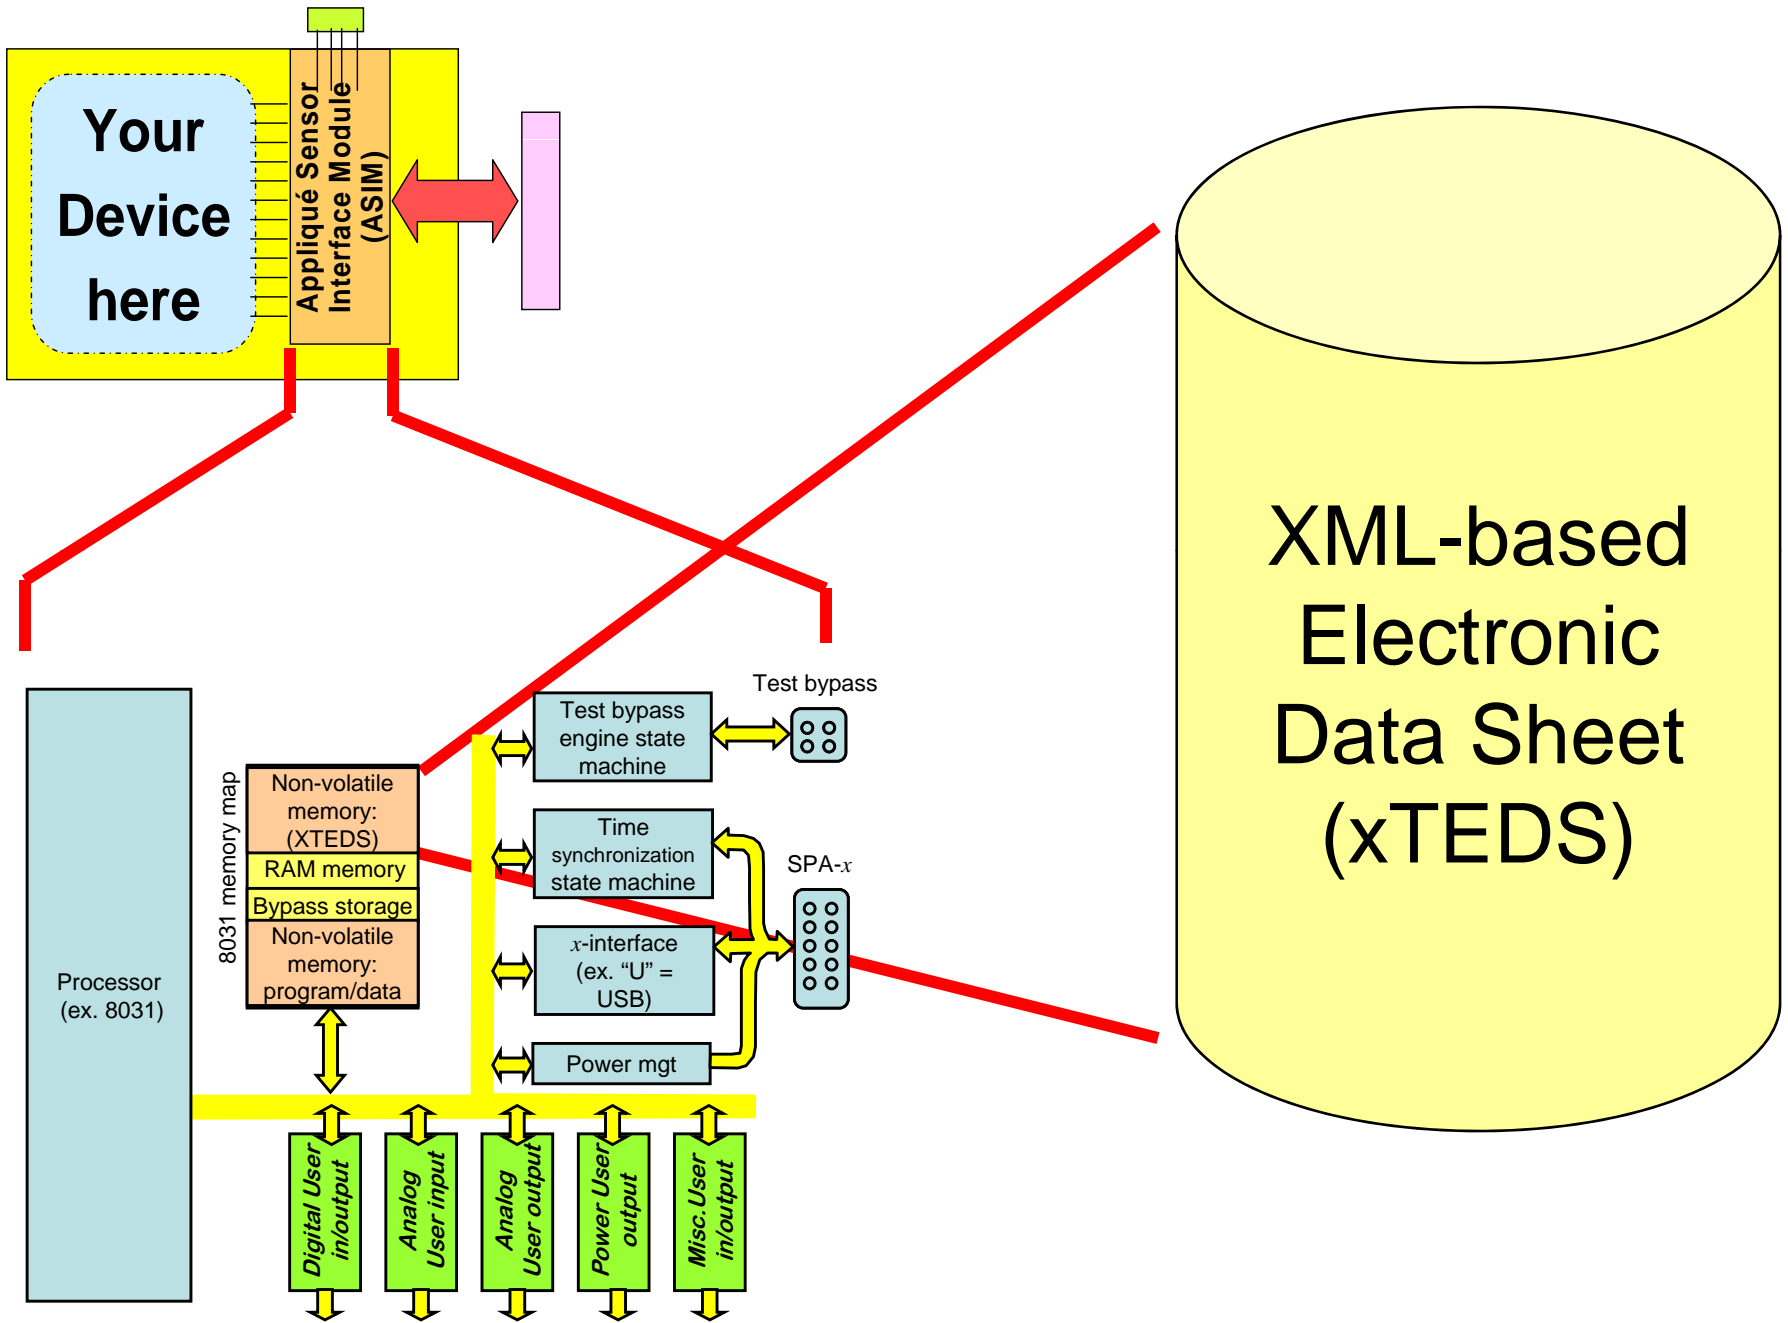 Your
Device
here
Appliqué Sensor
Interface Module
(ASIM)
XML-based
Electronic
Data Sheet
(xTEDS)
Processor
(ex. 8031)
8031 memory map
Non-volatile
memory:
(XTEDS)
RAM memory
Bypass storage
Non-volatile
memory:
program/data
Test bypass
engine state
machine
Test bypass
Time
synchronization
state machine
SPA-x
x-interface
(ex. “U” =
USB)
Power mgt
Digital User
in/output
Analog
User input
Analog
User output
Power User
output
Misc.User
in/output